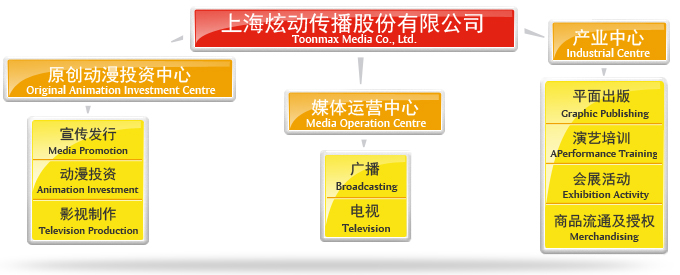 上海炫动传播股份有限公司
Toonmax Media Co., Ltd.
原创动漫投资中心
Original Animation Investment Centre
宣传发行
Media Promotion
动漫投资
Animation Investment
影视制作
Television Production
媒体运营中心
Media Operation Centre
广播
Broadcasting
电视
Television
产业中心
Industrial Centre
平面出版
Graphic Publishing
演艺培训
APerformance Training
会展活动
Exhibition Activity
商品流通及授权
Merchandising